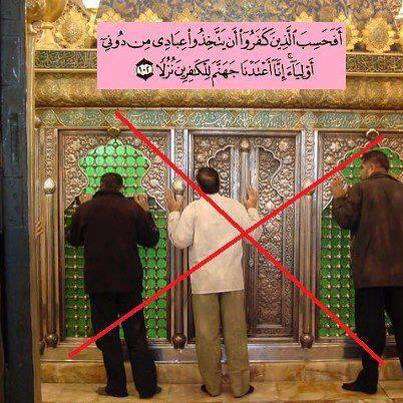 أَفَحَسِبَ ٱلَّذِينَ كَفَرُوٓا۟ أَن يَتَّخِذُوا۟ عِبَادِى مِن دُونِىٓ
أَوْلِيَآءَ ۚ إِنَّآ أَعْتَدْنَا جَهَنَّمَ لِلْكَـٰفِرِينَ نُزُلًا ١٠٢